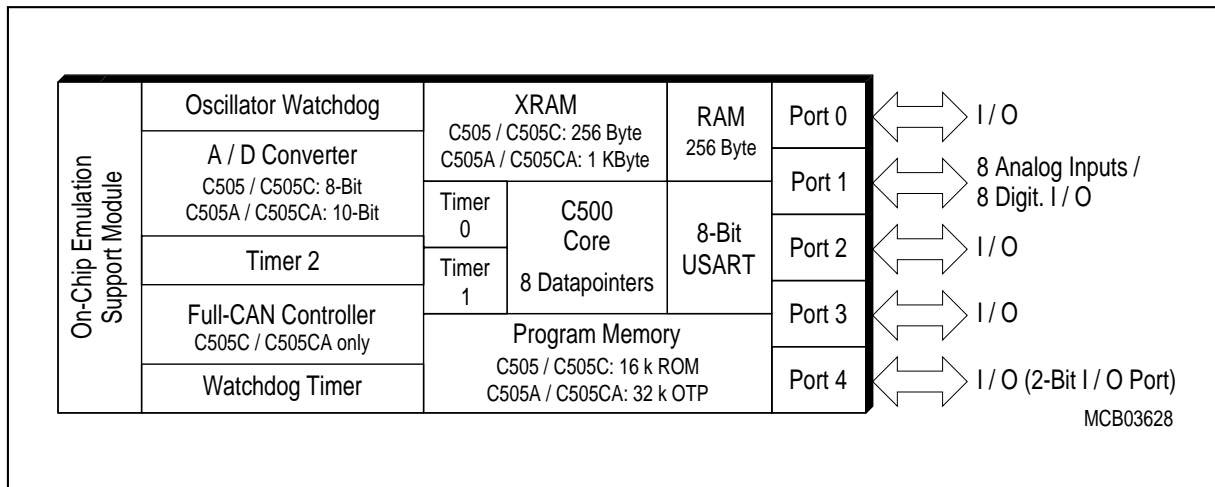 On-Chip Emulation
Support Module
Oscillator Watchdog
A / D Converter
C505 / C505C: 8-Bit
C505A / C505CA: 10-Bit
Timer 2
Full-CAN Controller
C505C / C505CA only
Watchdog Timer
XRAM
C505 / C505C: 256 Byte
C505A / C505CA: 1 KByte
RAM
256 Byte
Timer
0
Timer
1
C500
Core
8 Datapointers
8-Bit
USART
Program Memory
C505 / C505C: 16 k ROM
C505A / C505CA: 32 k OTP
Port 0
Port 1
Port 2
Port 3
Port 4
I / O
8 Analog Inputs /
8 Digit. I / O
I / O
I / O
I / O (2-Bit I / O Port)
MCB03628